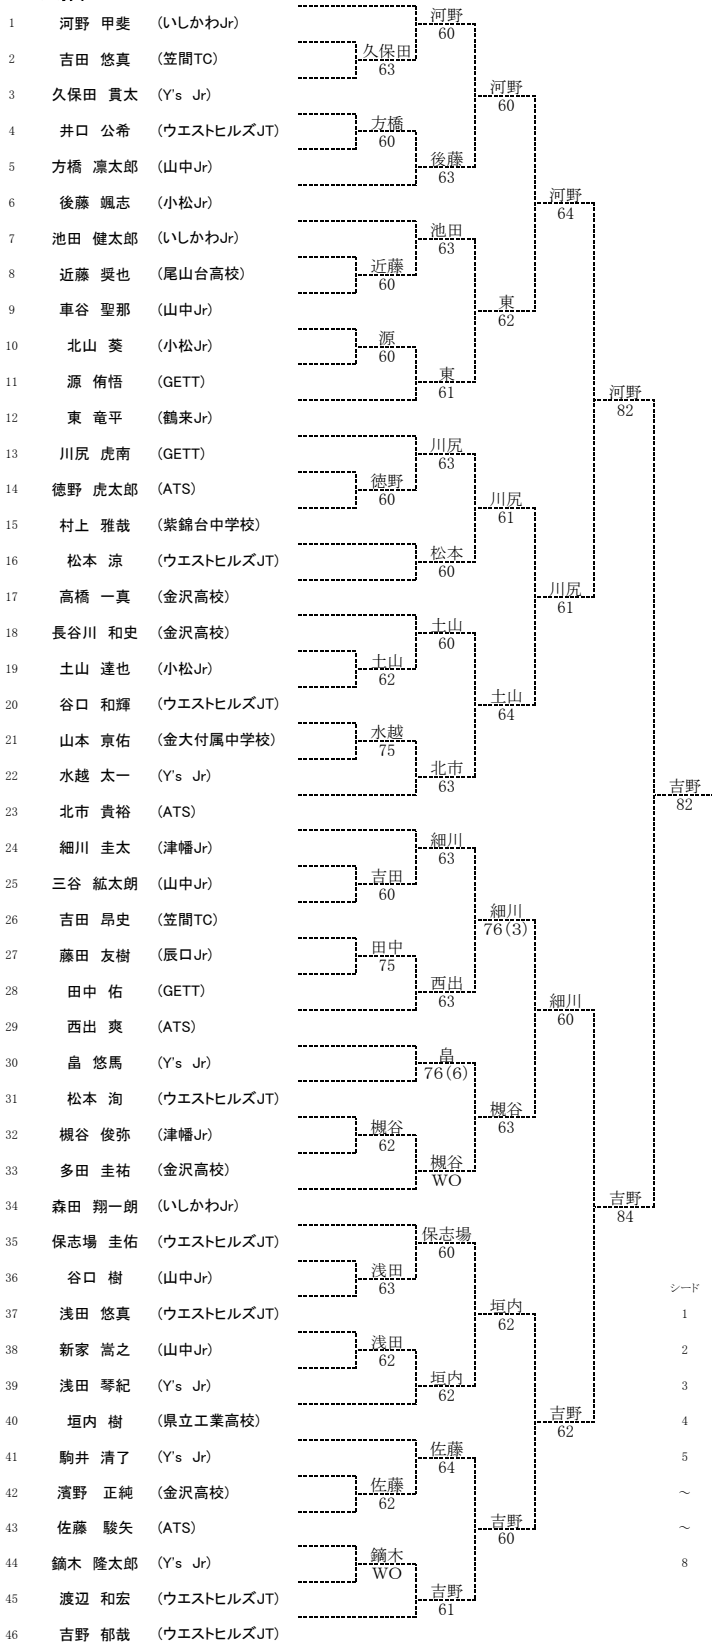 1 河野 甲斐 (いしかわJr)
2 吉田 悠真 (笠間TC)
3 久保田 貫太 (Y's Jr)
4 井口 公希 (ウエストヒルズJT)
5 方橋 凛太郎 (山中Jr)
6 後藤 颯志 (小松Jr)
7 池田 健太郎 (いしかわJr)
8 近藤 奨也 (尾山台高校)
9 車谷 聖那 (山中Jr)
10 北山 葵 (小松Jr)
11 源 侑悟 (GETT)
12 東 竜平 (鶴来Jr)
13 川尻 虎南 (GETT)
14 徳野 虎太郎 (ATS)
15 村上 雅哉 (紫錦台中学校)
16 松本 涼 (ウエストヒルズJT)
17 高橋 一真 (金沢高校)
18 長谷川 和史 (金沢高校)
19 土山 達也 (小松Jr)
20 谷口 和輝 (ウエストヒルズJT)
21 山本 京佑 (金大付属中学校)
22 水越 太一 (Y's Jr)
23 北市 貴裕 (ATS)
24 細川 圭太 (津幡Jr)
25 三谷 紘太朗 (山中Jr)
26 吉田 昂史 (笠間TC)
27 藤田 友樹 (辰口Jr)
28 田中 佑 (GETT)
29 西出 爽 (ATS)
30 畠 悠馬 (Y's Jr)
31 松本 洵 (ウエストヒルズJT)
32 槻谷 俊弥 (津幡Jr)
33 多田 圭祐 (金沢高校)
34 森田 翔一朗 (いしかわJr)
35 保志場 圭佑 (ウエストヒルズJT)
36 谷口 樹 (山中Jr)
37 浅田 悠真 (ウエストヒルズJT)
38 新家 嵩之 (山中Jr)
39 浅田 琴紀 (Y's Jr)
40 垣内 樹 (県立工業高校)
41 駒井 清了 (Y's Jr)
42 濱野 正純 (金沢高校)
43 佐藤 駿矢 (ATS)
44 鏑木 隆太郎 (Y's Jr)
45 渡辺 和宏 (ウエストヒルズJT)
46 吉野 郁哉 (ウエストヒルズJT)
久保田
63
方橋
60
近藤
60
源
60
徳野
60
土山
62
水越
75
吉田
60
田中
75
槻谷
62
浅田
63
浅田
62
佐藤
62
鏑木
WO
河野
60
後藤
63
池田
63
東
61
川尻
63
松本
60
土山
60
北市
63
細川
63
西出
63
畠
76(6)
槻谷
WO
保志場
60
垣内
62
佐藤
64
吉野
61
河野
60
東
62
川尻
61
土山
64
細川
76(3)
槻谷
63
垣内
62
吉野
60
河野
64
川尻
61
細川
60
吉野
62
河野
82
吉野
84
吉野
82
シード
1
2
3
4
5
～
～
8